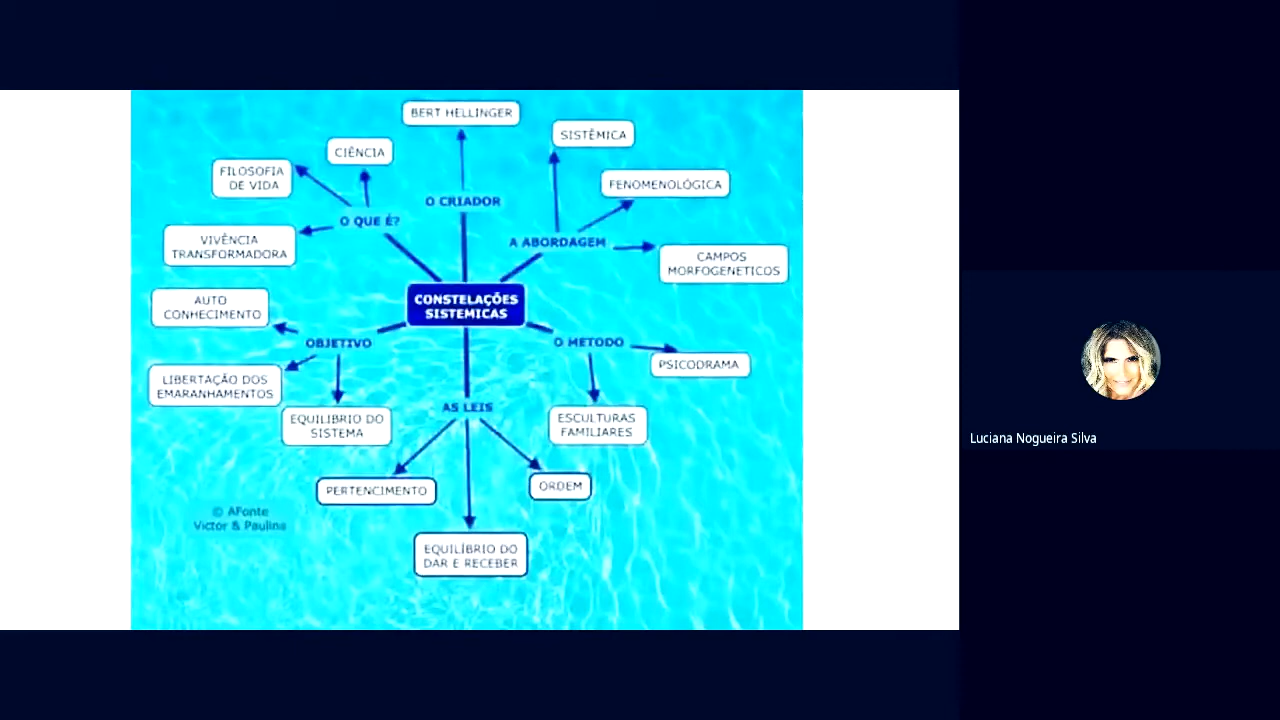 BERT HELLINGER
SISTÊMICA
CIÊNCIA
FILOSOFIA
DE VIDA
FENOMENOLÓGICA
O CRIADOR
O QUE É?
A ABORDAGEM
VIVÊNCIA
TRANSFORMADORA
CAMPOS
MORFOGENETICOS
AUTO
CONHECIMENTO
CONSTELAÇÕES
SISTEMICAS
OBJETIVO
O METODO
PSICODRAMA
LIBERTAÇÃO DOS
EMARANHAMENTOS
AS LEIS
EQUILIBRIO DO
SISTEMA
ESCULTURAS
FAMILIARES
Luciana Nogueira Silva
PERTENCIMENTO
ORDEM
© AFonte
Victor & Paulina
EQUILÍBRIO DO
DAR E RECEBER